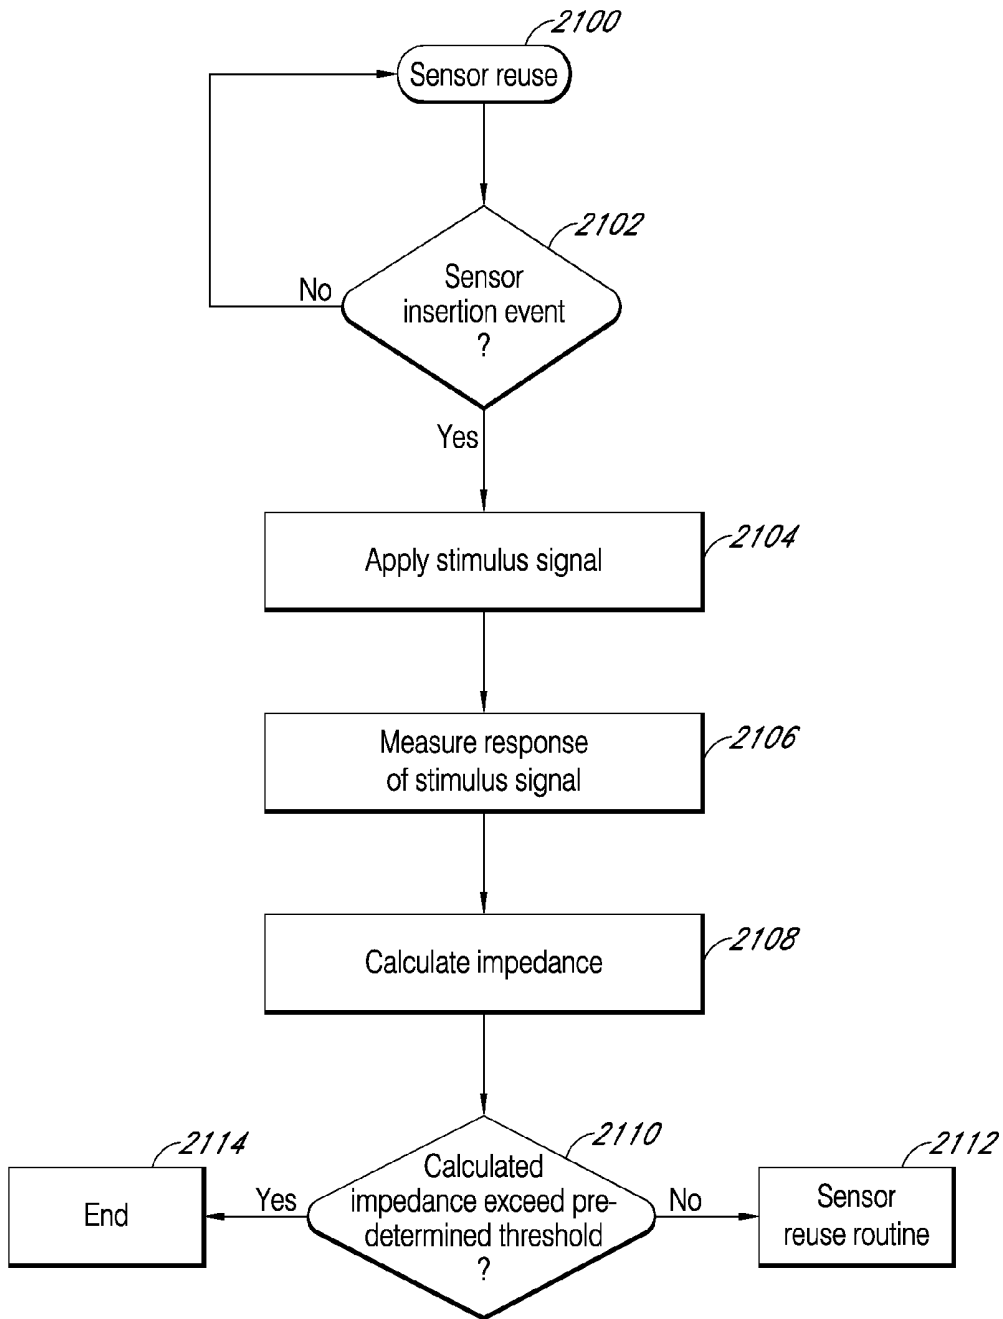 2100
Sensor reuse
2102
Sensor
insertion event
?
No
Yes
2104
Apply stimulus signal
2106
Measure response
of stimulus signal
2108
Calculate impedance
2110
Calculated
impedance exceed pre-
determined threshold
?
Yes
No
2114
End
2112
Sensor
reuse routine